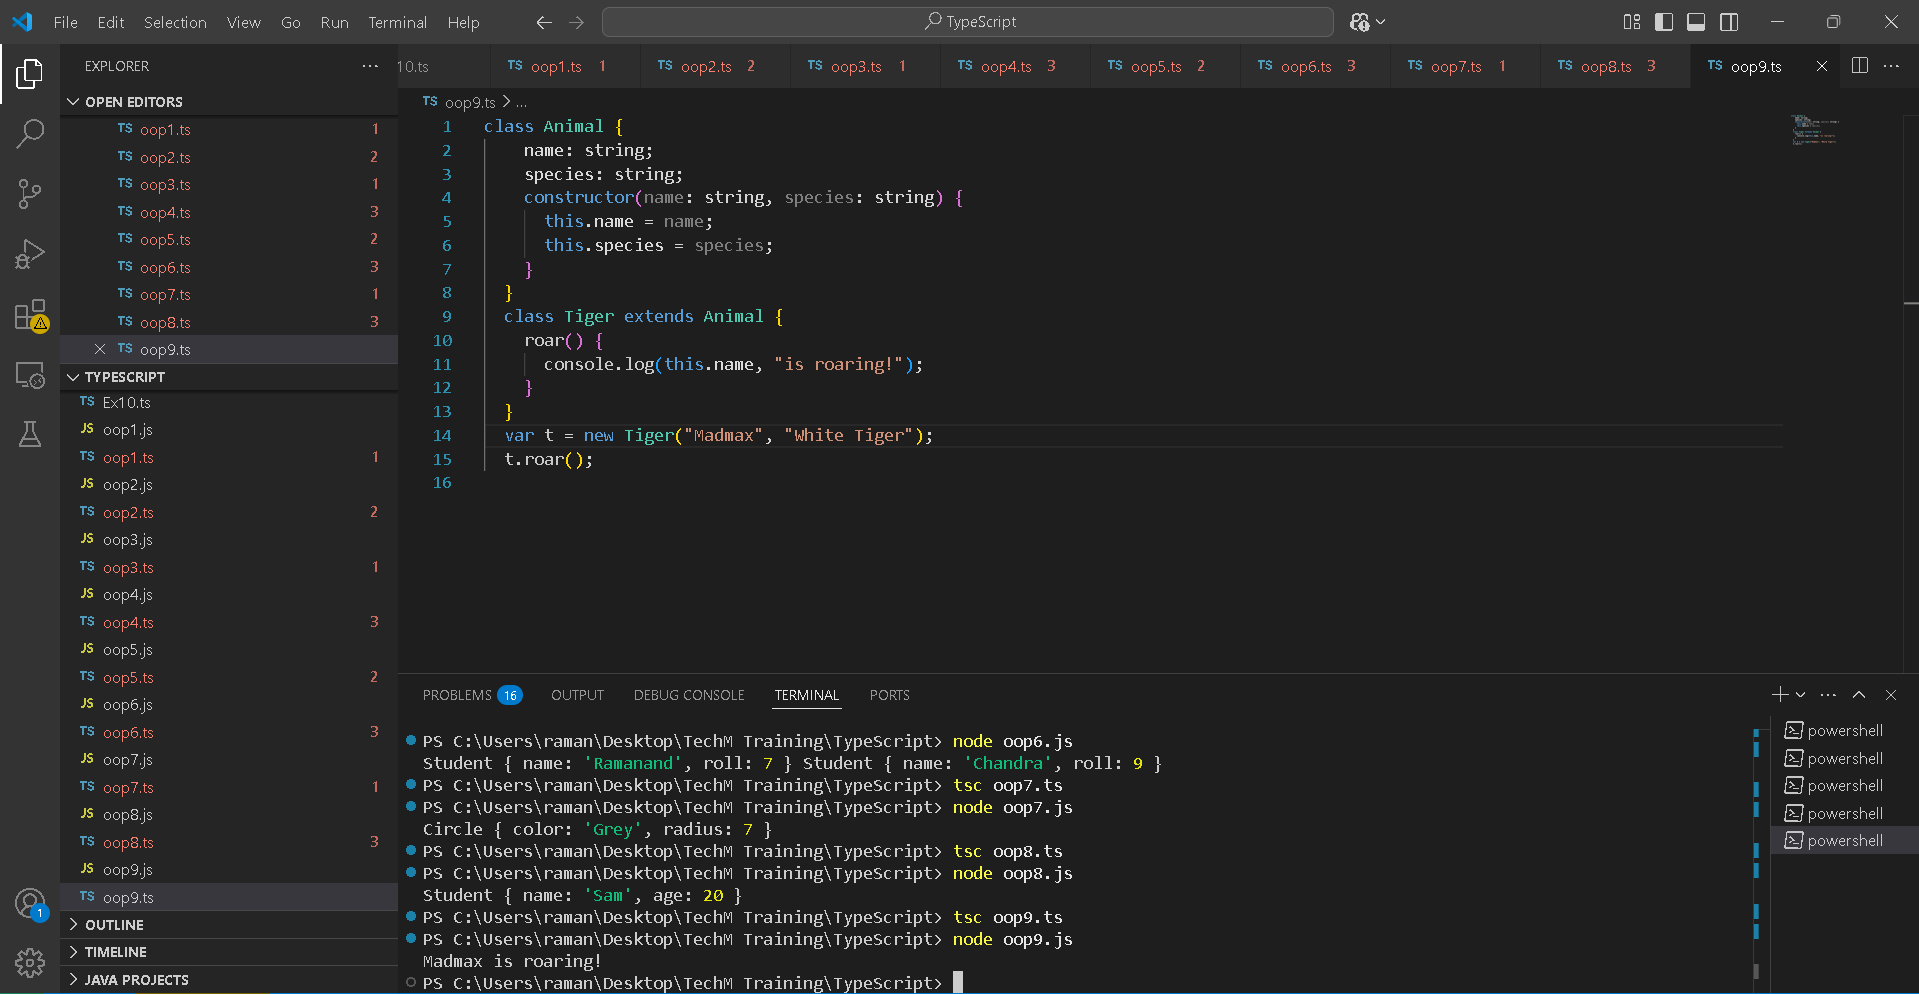 File Edit Selection View Go Run Terminal Help TypeScript
EXPLORER
OPEN EDITORS
TS oop1.ts 1
TS oop2.ts 2
TS oop3.ts 1
TS oop4.ts 3
TS oop5.ts 2
TS oop6.ts 3
TS oop7.ts 1
TS oop8.ts 3
TS oop9.ts
TYPESCRIPT
TS Ex10.ts
JS oop1.js
TS oop1.ts 1
JS oop2.js
TS oop2.ts 2
JS oop3.js
TS oop3.ts 1
JS oop4.js
TS oop4.ts 3
JS oop5.js
TS oop5.ts 2
JS oop6.js
TS oop6.ts 3
JS oop7.js
TS oop7.ts 1
JS oop8.js
TS oop8.ts 3
JS oop9.js
TS oop9.ts
OUTLINE
TIMELINE
JAVA PROJECTS
1
10.ts TS oop1.ts 1 TS oop2.ts 2 TS oop3.ts 1 TS oop4.ts 3 TS oop5.ts 2 TS oop6.ts 3 TS oop7.ts 1 TS oop8.ts 3 TS oop9.ts
TS oop9.ts > ...
1 class Animal {
2 name: string;
3 species: string;
4 constructor(name: string, species: string) {
5 this.name = name;
6 this.species = species;
7 }
8 }
9 class Tiger extends Animal {
10 roar() {
11 console.log(this.name, "is roaring!");
12 }
13 }
14 var t = new Tiger("Madmax", "White Tiger");
15 t.roar();
16
PROBLEMS 16 OUTPUT DEBUG CONSOLE TERMINAL PORTS
PS C:\Users\raman\Desktop\TechM Training\TypeScript> node oop6.js
Student { name: 'Ramanand', roll: 7 } Student { name: 'Chandra', roll: 9 }
PS C:\Users\raman\Desktop\TechM Training\TypeScript> tsc oop7.ts
PS C:\Users\raman\Desktop\TechM Training\TypeScript> node oop7.js
Circle { color: 'Grey', radius: 7 }
PS C:\Users\raman\Desktop\TechM Training\TypeScript> tsc oop8.ts
PS C:\Users\raman\Desktop\TechM Training\TypeScript> node oop8.js
Student { name: 'Sam', age: 20 }
PS C:\Users\raman\Desktop\TechM Training\TypeScript> tsc oop9.ts
PS C:\Users\raman\Desktop\TechM Training\TypeScript> node oop9.js
Madmax is roaring!
PS C:\Users\raman\Desktop\TechM Training\TypeScript>
powershell
powershell
powershell
powershell
powershell